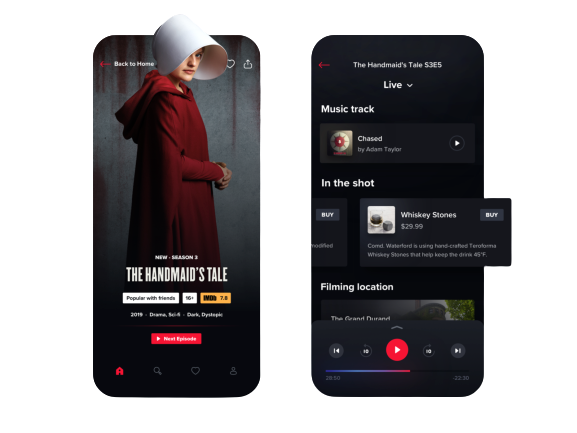 Back to Home
NEW · SEASON 3
THE HANDMAID'S TALE
Popular with friends
16+
IMDb 7.8
2019 · Drama, Sci-fi · Dark, Dystopic
Next Episode
The Handmaid's Tale S3E5
Live
Music track
Chased
by Adam Taylor
In the shot
BUY
modified
Whiskey Stones
$29,99
BUY
Comd. Waterford is using hand-crafted Teroforma
Whiskey Stones that help keep the drink 45°F.
Filming location
The Grand Durand
10
10
28:50
-22:30